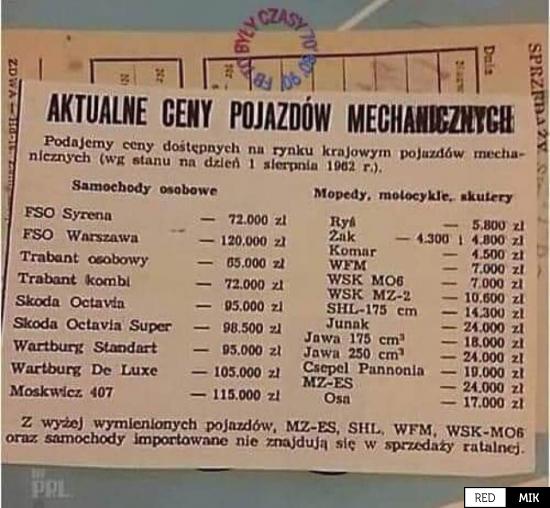 BYŁY CZASY 70' 80' 90'
Data
SPRZEDAŻY
AKTUALNE CENY POJAZDÓW MECHANICZNYCH
Podajemy ceny dostępnych na rynku krajowym pojazdów mecha-
nicznych (wg stanu na dzień 1 sierpnia 1962 r.).
Samochody osobowe
FSO Syrena — 72.000 zł
FSO Warszawa — 120.000 zł
Trabant osobowy — 65.000 zł
Trabant kombi — 72.000 zł
Skoda Octavia — 95.000 zł
Skoda Octavia Super — 98.500 zł
Wartburg Standart — 95.000 zł
Wartburg De Luxe — 105.000 zł
Moskwicz 407 — 115.000 zł
Mopedy, motocykle, skutery
Ryś — 5.800 zł
Żak — 4.300 i 4.800 zł
Komar — 4.500 zł
WFM — 7.000 zł
WSK MO6 — 7.000 zł
WSK MZ-2 — 10.600 zł
SHL-175 cm — 14.300 zł
Junak — 24.000 zł
Jawa 175 cm³ — 18.000 zł
Jawa 250 cm³ — 24.000 zł
Csepel Pannonia — 19.000 zł
MZ-ES — 24.000 zł
Osa — 17.000 zł
Z wyżej wymienionych pojazdów, MZ-ES, SHL, WFM, WSK-MO6
oraz samochody importowane nie znajdują się w sprzedaży ratalnej.
PRL
RED MIK